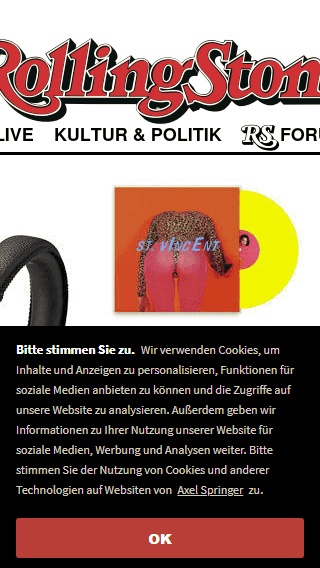 RollingStone
LIVE KULTUR & POLITIK RS FORU
ST. VINCENT
Bitte stimmen Sie zu. Wir verwenden Cookies, um
Inhalte und Anzeigen zu personalisieren, Funktionen für
soziale Medien anbieten zu können und die Zugriffe auf
unsere Website zu analysieren. Außerdem geben wir
Informationen zu Ihrer Nutzung unserer Website für
soziale Medien, Werbung und Analysen weiter. Bitte
stimmen Sie der Nutzung von Cookies und anderer
Technologien auf Websiten von Axel Springer zu.
OK